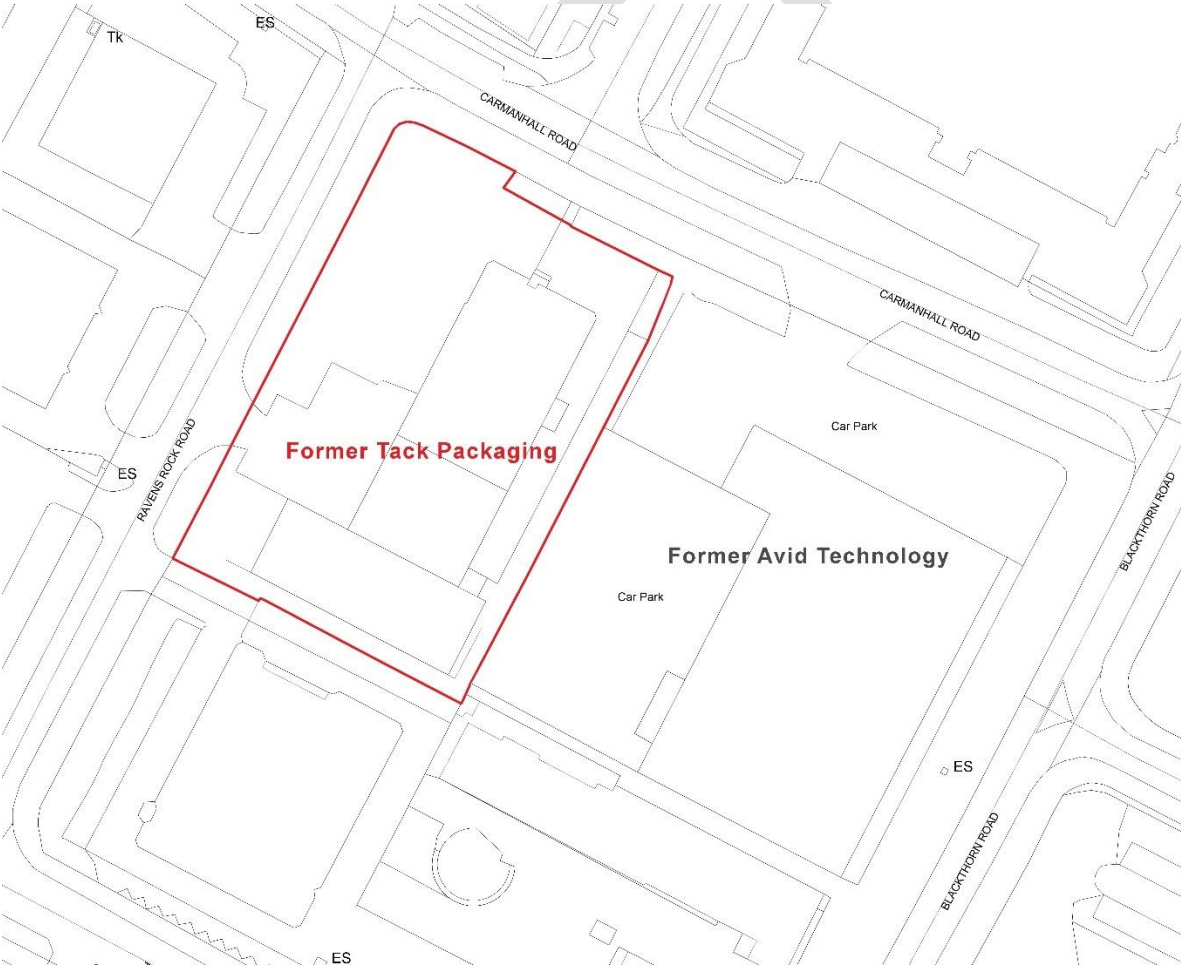 ES
Tk
CARMANHALL ROAD
CARMANHALL ROAD
Car Park
Former Tack Packaging
RAVENS ROCK ROAD
ES
BLACKTHORN ROAD
Former Avid Technology
Car Park
ES
BLACKTHORN ROAD
ES